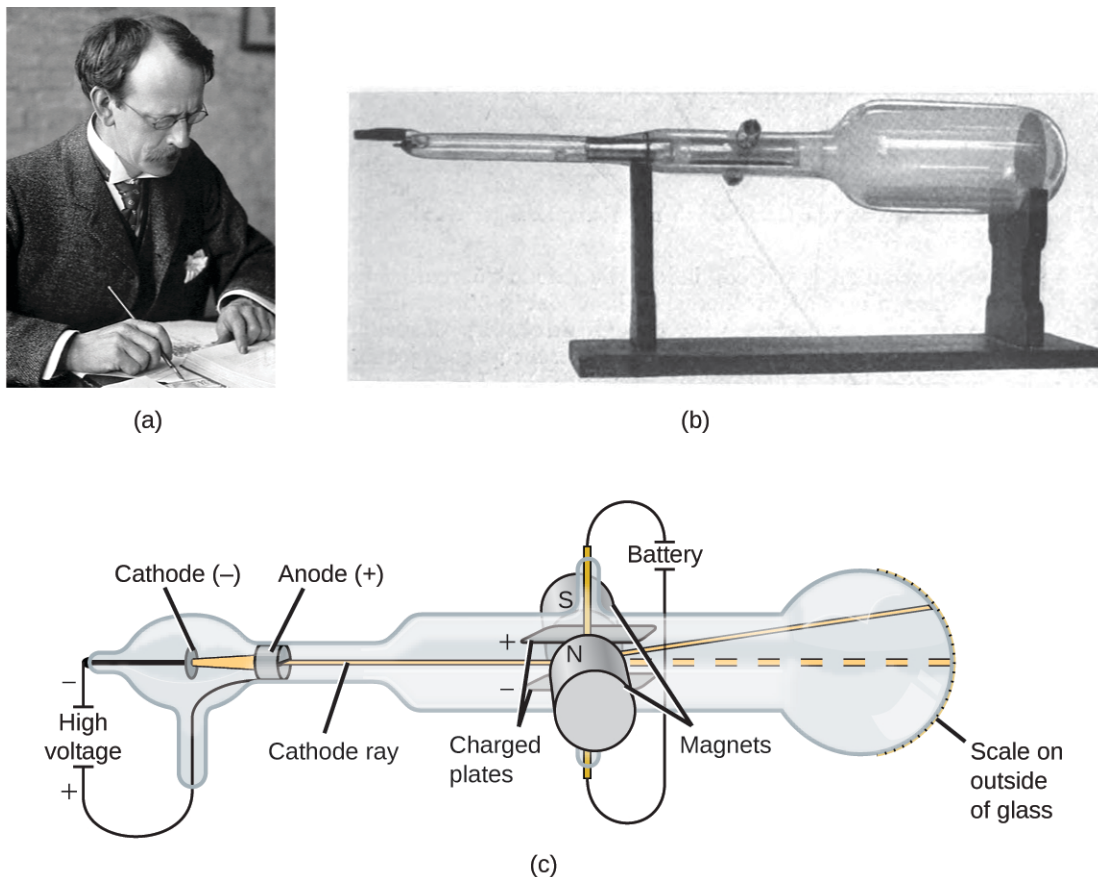 (a)
(b)
Cathode (–)
Anode (+)
Battery
S
+
N
–
–
High
voltage
+
Cathode ray
Charged
plates
Magnets
Scale on
outside
of glass
(c)